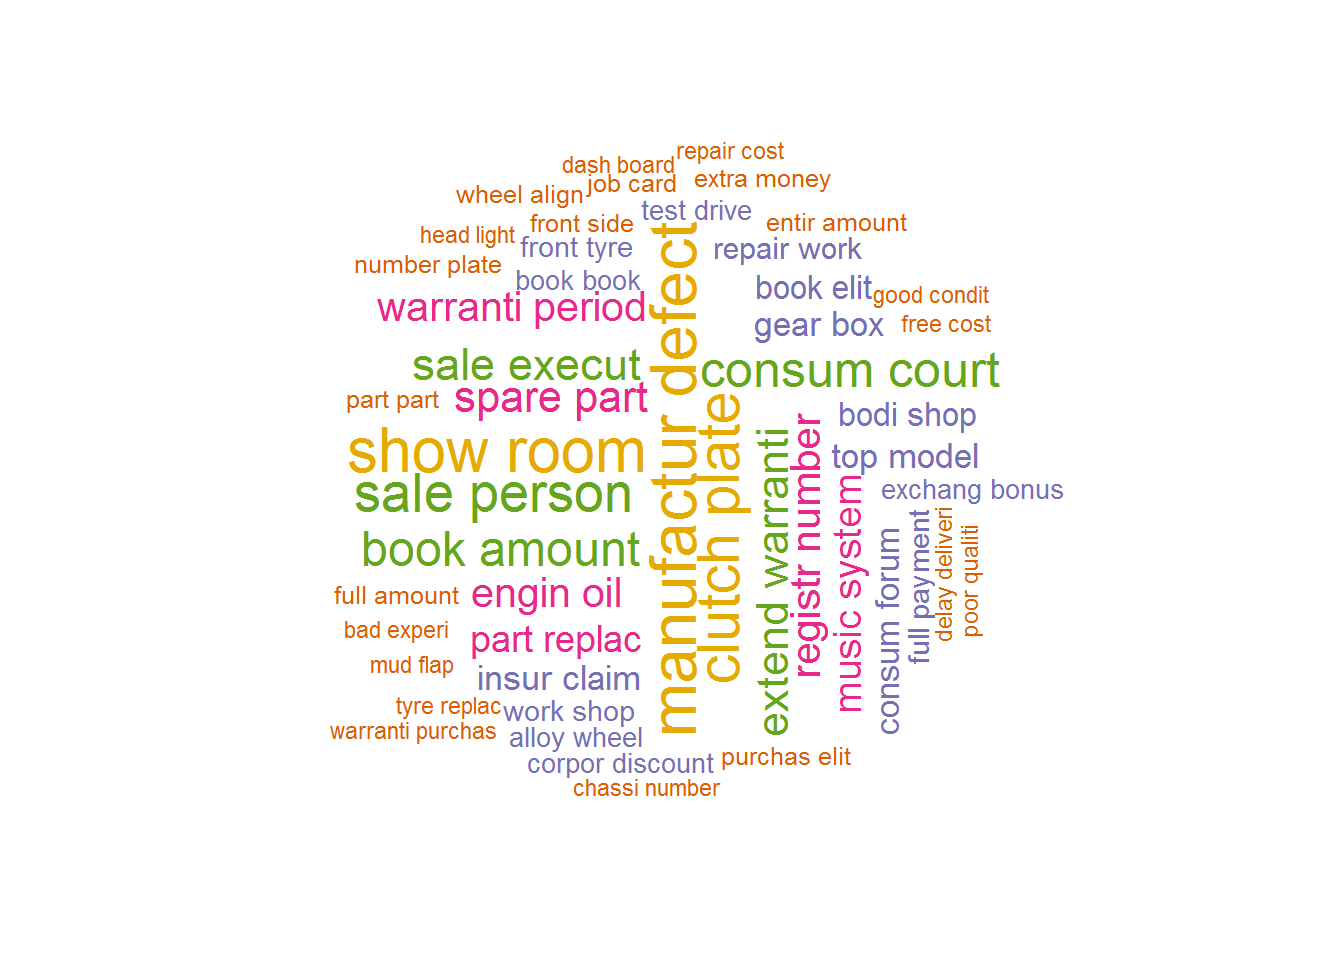 repair cost
dash board
extra money
job card
wheel align
test drive
entir amount
front side
head light
front tyre
repair work
number plate
book book
book elit
good condit
warranti period
gear box
free cost
manufactur defect
sale execut
consum court
spare part
part part
bodi shop
show room
clutch plate
top model
sale person
exchang bonus
extend warranti
registr number
music system
book amount
consum forum
full payment
delay deliveri
poor qualiti
full amount
engin oil
bad experi
part replac
mud flap
insur claim
tyre replac
work shop
warranti purchas
alloy wheel
corpor discount
purchas elit
chassi number